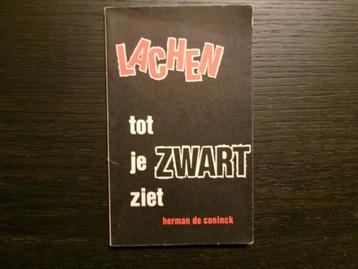 LACHEN
tot
je ZWART
ziet
herman de coninck